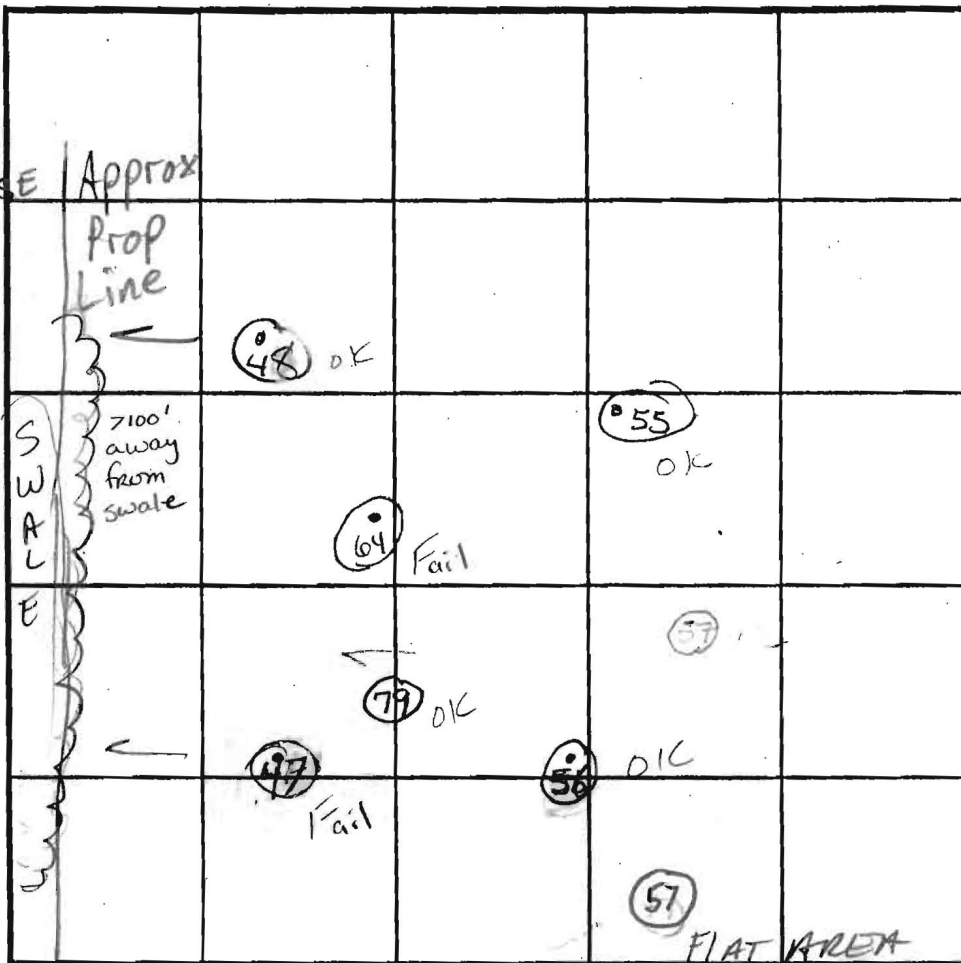 E
Approx
Prop
Line
48 OK
55
OK
SWALE
>100'
away
from
swale
64 Fail
57
79 OK
47
Fail
56 OK
57
FLAT AREA